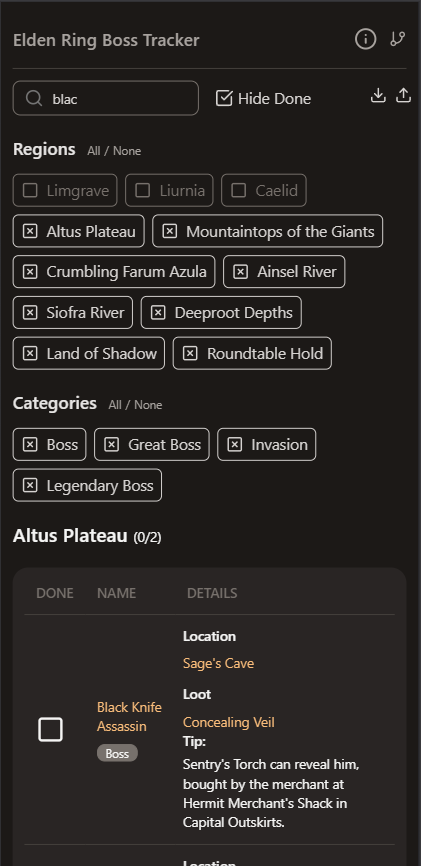 Elden Ring Boss Tracker
blac
Hide Done
Regions All / None
Limgrave
Liurnia
Caelid
Altus Plateau
Mountaintops of the Giants
Crumbling Farum Azula
Ainsel River
Siofra River
Deeproot Depths
Land of Shadow
Roundtable Hold
Categories All / None
Boss
Great Boss
Invasion
Legendary Boss
Altus Plateau (0/2)
DONE NAME DETAILS
Location
Sage's Cave
Loot
Black Knife
Assassin
Boss
Concealing Veil
Tip:
Sentry's Torch can reveal him,
bought by the merchant at
Hermit Merchant's Shack in
Capital Outskirts.
Location